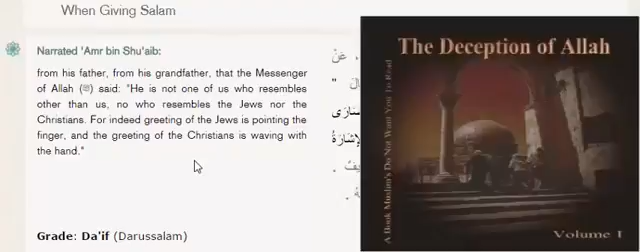 When Giving Salam
Narrated 'Amr bin Shu'aib:
from his father, from his grandfather, that the Messenger
of Allah (ﷺ) said: "He is not one of us who resembles
other than us, no who resembles the Jews nor the
Christians. For indeed greeting of the Jews is pointing the
finger, and the greeting of the Christians is waving with
the hand."
Grade: Da'if (Darussalam)
، عَنْ
The Deception of Allah
A Book Muslim's Do Not Want You To Read
Volume I